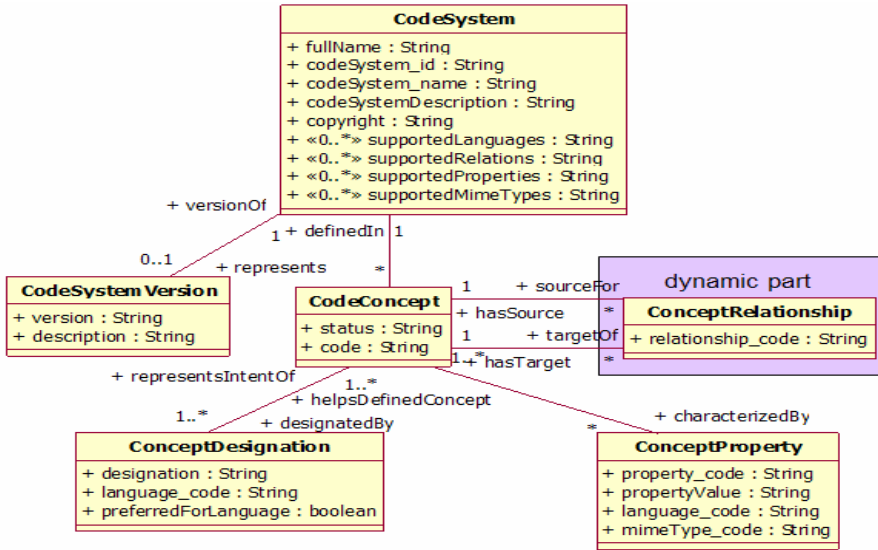 CodeSystem
+ fullName : String
+ codeSystem_id : String
+ codeSystem_name : String
+ codeSystemDescription : String
+ copyright : String
+ «0..*» supportedLanguages : String
+ «0..*» supportedRelations : String
+ «0..*» supportedProperties : String
+ «0..*» supportedMimeTypes : String
+ versionOf
1
+ definedIn
1
0..1
+ represents
*
CodeSystemVersion
+ version : String
+ description : String
CodeConcept
+ status : String
+ code : String
1
+ sourceFor
+ hasSource
*
1
+ targetOf
1..*
+ hasTarget
*
dynamic part
ConceptRelationship
+ relationship_code : String
+ representsIntentOf
1..*
+ helpsDefinedConcept
1..*
+ designatedBy
+ characterizedBy
*
ConceptDesignation
+ designation : String
+ language_code : String
+ preferredForLanguage : boolean
ConceptProperty
+ property_code : String
+ propertyValue : String
+ language_code : String
+ mimeType_code : String